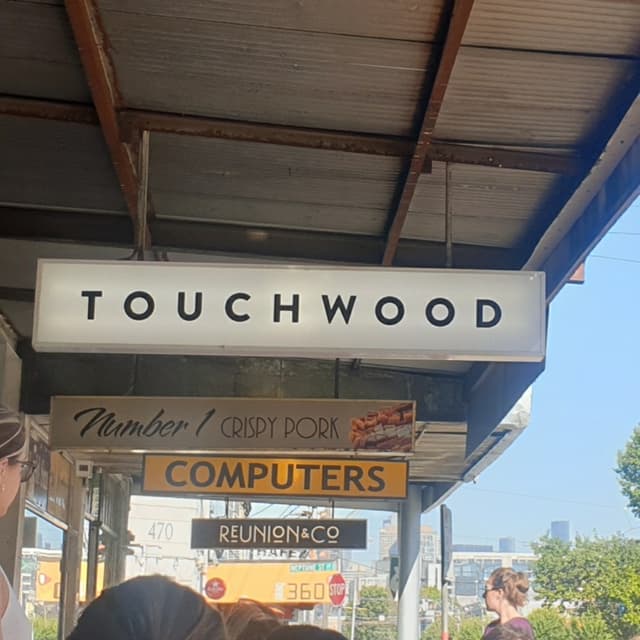 TOUCHWOOD
Number 1 CRISPY PORK
COMPUTERS
REUNION&CO
470
360
STOP